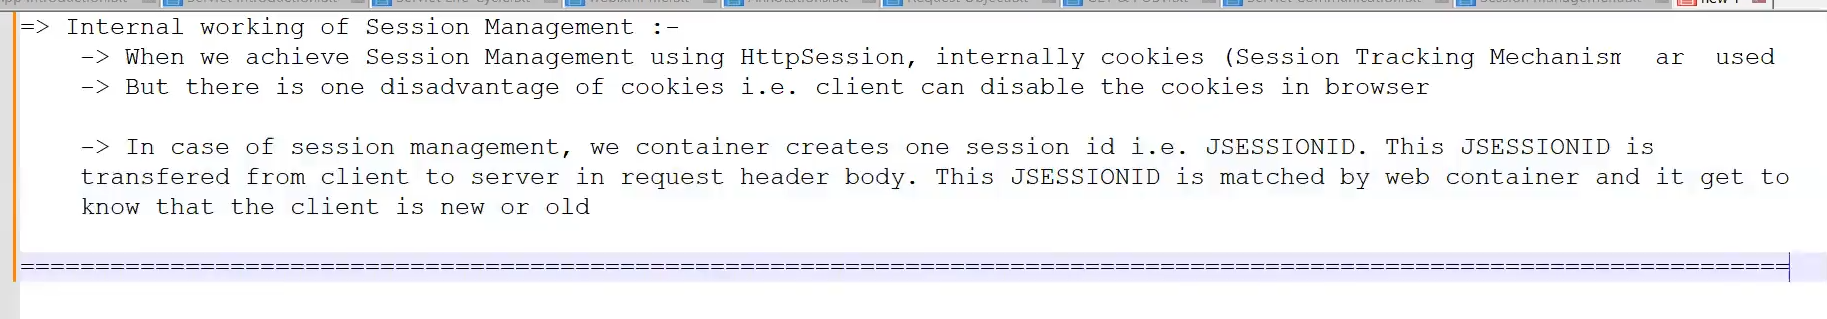 => Internal working of Session Management :-
-> When we achieve Session Management using HttpSession, internally cookies (Session Tracking Mechanism ar used
-> But there is one disadvantage of cookies i.e. client can disable the cookies in browser
-> In case of session management, we container creates one session id i.e. JSESSIONID. This JSESSIONID is
transfered from client to server in request header body. This JSESSIONID is matched by web container and it get to
know that the client is new or old